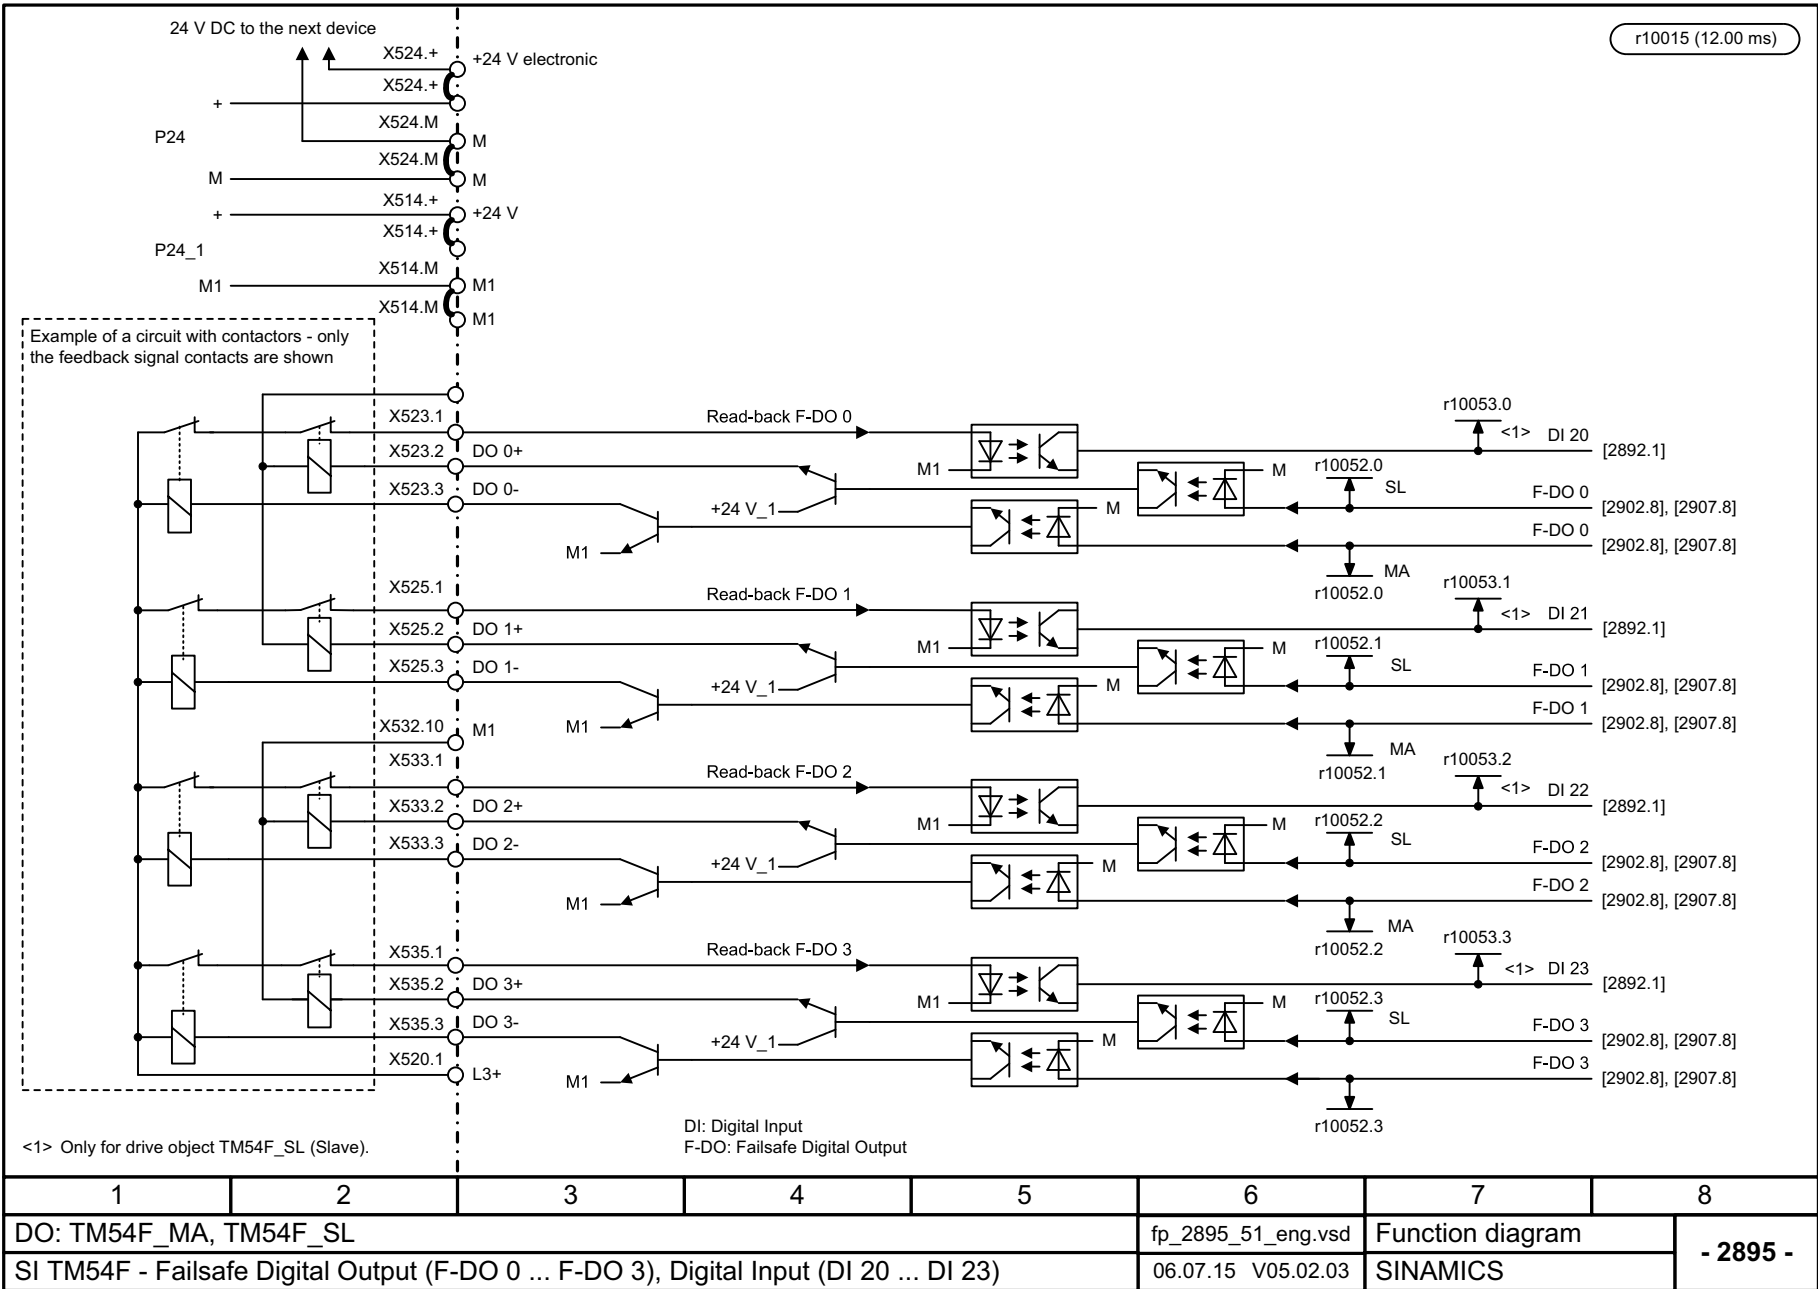 24 V DC to the next device
r10015 (12.00 ms)
X524.+
+24 V electronic
X524.+
+
X524.M
P24
M
X524.M
M
M
X514.+
+
+24 V
X514.+
P24_1
X514.M
M1
M1
X514.M
M1
Example of a circuit with contactors - only
the feedback signal contacts are shown
X523.1
Read-back F-DO 0
r10053.0
<1> DI 20
[2892.1]
X523.2
DO 0+
M1
M
r10052.0
SL
X523.3
DO 0-
+24 V_1
M
F-DO 0
[2902.8], [2907.8]
F-DO 0
[2902.8], [2907.8]
M1
MA
r10052.0
X525.1
Read-back F-DO 1
r10053.1
<1> DI 21
[2892.1]
X525.2
DO 1+
M1
M
r10052.1
SL
X525.3
DO 1-
+24 V_1
M
F-DO 1
[2902.8], [2907.8]
F-DO 1
[2902.8], [2907.8]
X532.10
M1
M1
MA
r10052.1
X533.1
Read-back F-DO 2
r10053.2
<1> DI 22
[2892.1]
X533.2
DO 2+
M1
M
r10052.2
SL
X533.3
DO 2-
+24 V_1
M
F-DO 2
[2902.8], [2907.8]
F-DO 2
[2902.8], [2907.8]
M1
MA
r10052.2
X535.1
Read-back F-DO 3
r10053.3
<1> DI 23
[2892.1]
X535.2
DO 3+
M1
M
r10052.3
SL
X535.3
DO 3-
+24 V_1
M
F-DO 3
[2902.8], [2907.8]
X520.1
L3+
M1
F-DO 3
[2902.8], [2907.8]
r10052.3
DI: Digital Input
F-DO: Failsafe Digital Output
<1> Only for drive object TM54F_SL (Slave).
1 2 3 4 5 6 7 8
DO: TM54F_MA, TM54F_SL
fp_2895_51_eng.vsd
Function diagram
- 2895 -
SI TM54F - Failsafe Digital Output (F-DO 0 ... F-DO 3), Digital Input (DI 20 ... DI 23)
06.07.15 V05.02.03
SINAMICS